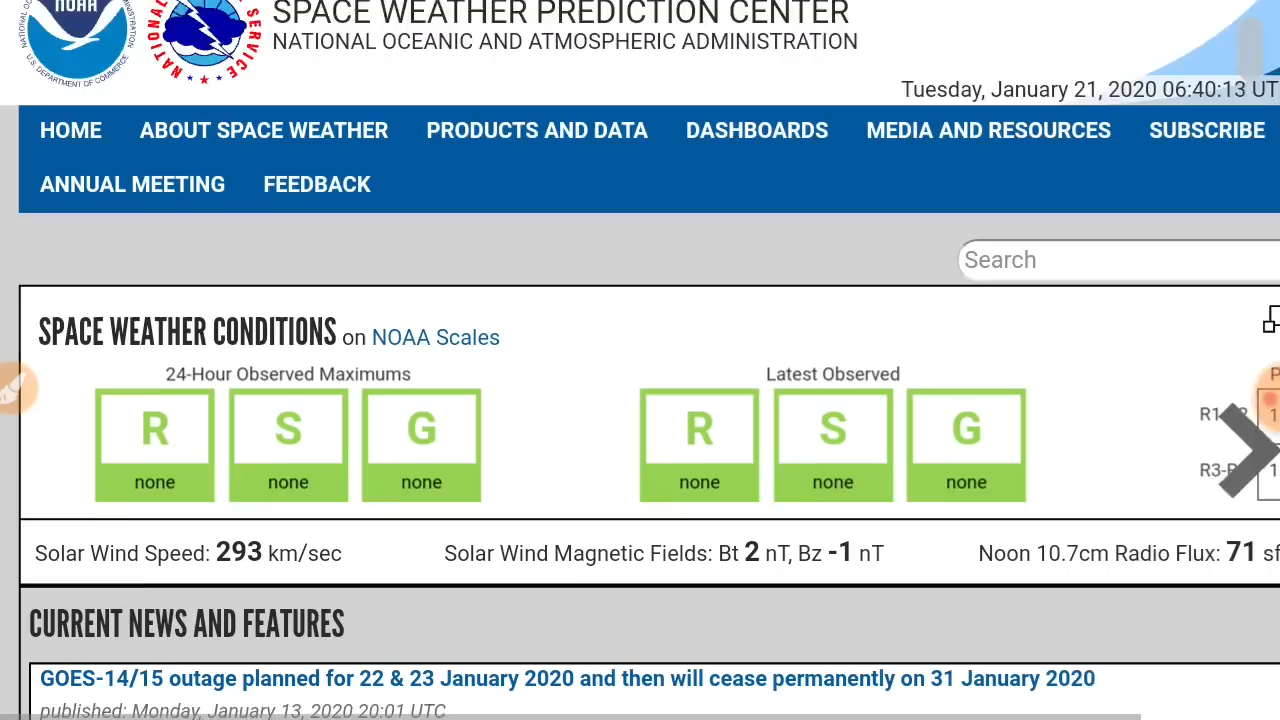 NOAA
U.S. DEPARTMENT OF COMMERCE
SPACE WEATHER PREDICTION CENTER
NATIONAL OCEANIC AND ATMOSPHERIC ADMINISTRATION
Tuesday, January 21, 2020 06:40:13 UT
HOME ABOUT SPACE WEATHER PRODUCTS AND DATA DASHBOARDS MEDIA AND RESOURCES SUBSCRIBE
ANNUAL MEETING FEEDBACK
Search
SPACE WEATHER CONDITIONS on NOAA Scales
24-Hour Observed Maximums Latest Observed
R S G R S G
none none none none none none
Solar Wind Speed: 293 km/sec Solar Wind Magnetic Fields: Bt 2 nT, Bz -1 nT Noon 10.7cm Radio Flux: 71 sf
CURRENT NEWS AND FEATURES
GOES-14/15 outage planned for 22 & 23 January 2020 and then will cease permanently on 31 January 2020
published: Monday, January 13, 2020 20:01 UTC